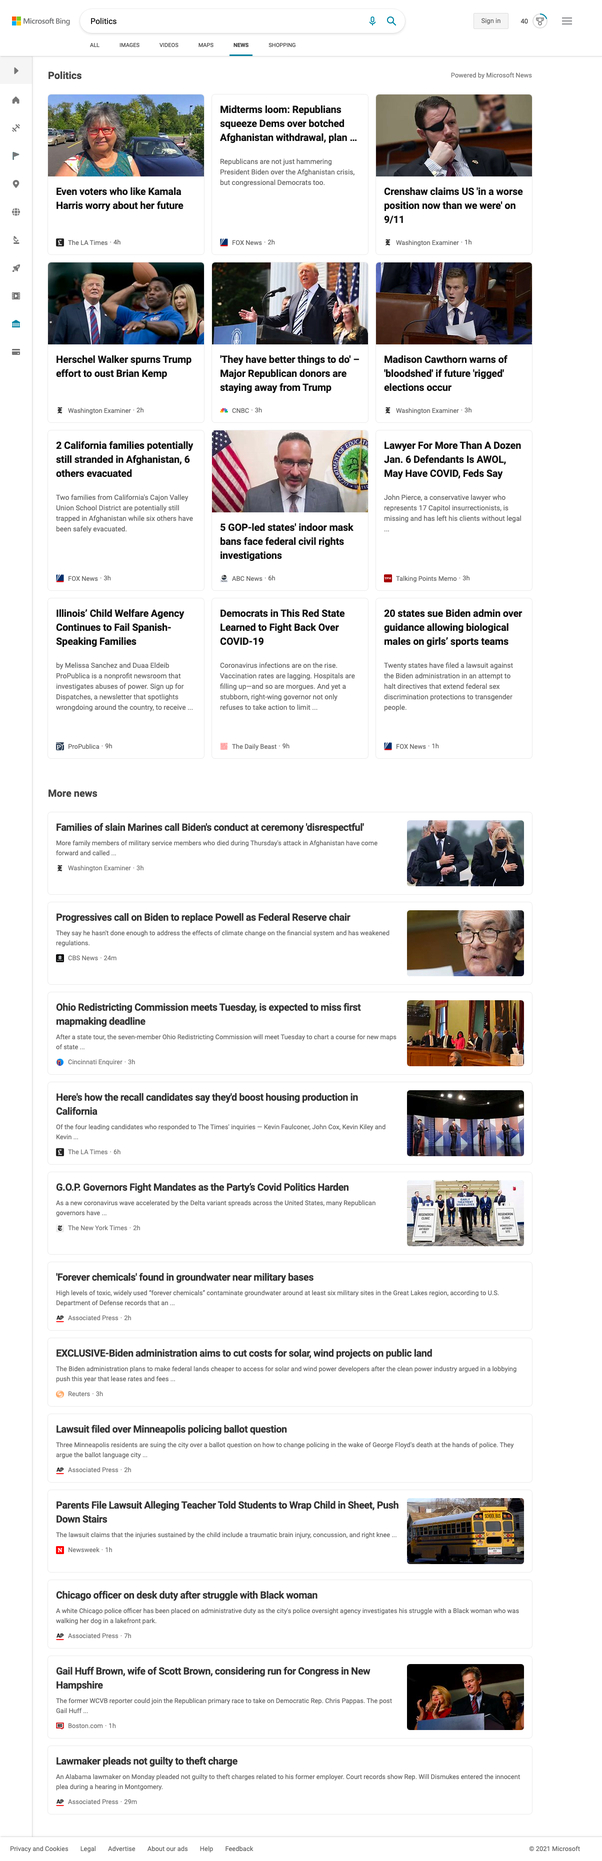 Microsoft Bing
Politics
Sign in
40
ALL
IMAGES
VIDEOS
MAPS
NEWS
SHOPPING
Politics
Powered by Microsoft News
Even voters who like Kamala
Harris worry about her future
The LA Times · 4h
Midterms loom: Republians
squeeze Dems over botched
Afghanistan withdrawal, plan ...
Republicans are not just hammering
President Biden over the Afghanistan crisis,
but congressional Democrats too.
FOX News · 2h
Crenshaw claims US 'in a worse
position now than we were' on
9/11
Washington Examiner · 1h
Herschel Walker spurns Trump
effort to oust Brian Kemp
Washington Examiner · 2h
'They have better things to do' –
Major Republican donors are
staying away from Trump
CNBC · 3h
Madison Cawthorn warns of
'bloodshed' if future 'rigged'
elections occur
Washington Examiner · 3h
2 California families potentially
still stranded in Afghanistan, 6
others evacuated
Two families from California's Cajon Valley
Union School District are potentially still
trapped in Afghanistan while six others have
been safely evacuated.
FOX News · 3h
5 GOP-led states' indoor mask
bans face federal civil rights
investigations
ABC News · 6h
Lawyer For More Than A Dozen
Jan. 6 Defendants Is AWOL,
May Have COVID, Feds Say
John Pierce, a conservative lawyer who
represents 17 Capitol insurrectionists, is
missing and has left his clients without legal
...
Talking Points Memo · 3h
Illinois' Child Welfare Agency
Continues to Fail Spanish-
Speaking Families
by Melissa Sanchez and Duaa Eldeib
ProPublica is a nonprofit newsroom that
investigates abuses of power. Sign up for
Dispatches, a newsletter that spotlights
wrongdoing around the country, to receive ...
ProPublica · 9h
Democrats in This Red State
Learned to Fight Back Over
COVID-19
Coronavirus infections are on the rise.
Vaccination rates are lagging. Hospitals are
filling up—and so are morgues. And yet a
stubborn, right-wing governor not only
refuses to take action to limit ...
The Daily Beast · 9h
20 states sue Biden admin over
guidance allowing biological
males on girls' sports teams
Twenty states have filed a lawsuit against
the Biden administration in an attempt to
halt directives that extend federal sex
discrimination protections to transgender
people.
FOX News · 1h
More news
Families of slain Marines call Biden's conduct at ceremony 'disrespectful'
More family members of military service members who died during Thursday's attack in Afghanistan have come
forward and called ...
Washington Examiner · 3h
Progressives call on Biden to replace Powell as Federal Reserve chair
They say he hasn't done enough to address the effects of climate change on the financial system and has weakened
regulations.
CBS News · 24m
Ohio Redistricting Commission meets Tuesday, is expected to miss first
mapmaking deadline
After a state tour, the seven-member Ohio Redistricting Commission will meet Tuesday to chart a course for new maps
of state ...
Cincinnati Enquirer · 3h
Here's how the recall candidates say they'd boost housing production in
California
Of the four leading candidates who responded to The Times' inquiries — Kevin Faulconer, John Cox, Kevin Kiley and
Kevin ...
The LA Times · 6h
G.O.P. Governors Fight Mandates as the Party's Covid Politics Harden
As a new coronavirus wave accelerated by the Delta variant spreads across the United States, many Republican
governors have ...
The New York Times · 2h
'Forever chemicals' found in groundwater near military bases
High levels of toxic, widely used "forever chemicals" contaminate groundwater around at least six military sites in the Great Lakes region, according to U.S.
Department of Defense records that an ...
AP Associated Press · 2h
EXCLUSIVE-Biden administration aims to cut costs for solar, wind projects on public land
The Biden administration plans to make federal lands cheaper to access for solar and wind power developers after the clean power industry argued in a lobbying
push this year that lease rates and fees ...
Reuters · 3h
Lawsuit filed over Minneapolis policing ballot question
Three Minneapolis residents are suing the city over a ballot question on how to change policing in the wake of George Floyd's death at the hands of police. They
argue the ballot language city ...
AP Associated Press · 2h
Parents File Lawsuit Alleging Teacher Told Students to Wrap Child in Sheet, Push
Down Stairs
The lawsuit claims that the injuries sustained by the child include a traumatic brain injury, concussion, and right knee ...
N Newsweek · 1h
SCHOOL BUS
Chicago officer on desk duty after struggle with Black woman
A white Chicago police officer has been placed on administrative duty as the city's police oversight agency investigates his struggle with a Black woman who was
walking her dog in a lakefront park.
AP Associated Press · 7h
Gail Huff Brown, wife of Scott Brown, considering run for Congress in New
Hampshire
The former WCVB reporter could join the Republican primary race to take on Democratic Rep. Chris Pappas. The post
Gail Huff ...
Boston.com · 1h
Lawmaker pleads not guilty to theft charge
An Alabama lawmaker on Monday pleaded not guilty to theft charges related to his former employer. Court records show Rep. Will Dismukes entered the innocent
plea during a hearing in Montgomery.
AP Associated Press · 29m
Privacy and Cookies
Legal
Advertise
About our ads
Help
Feedback
© 2021 Microsoft